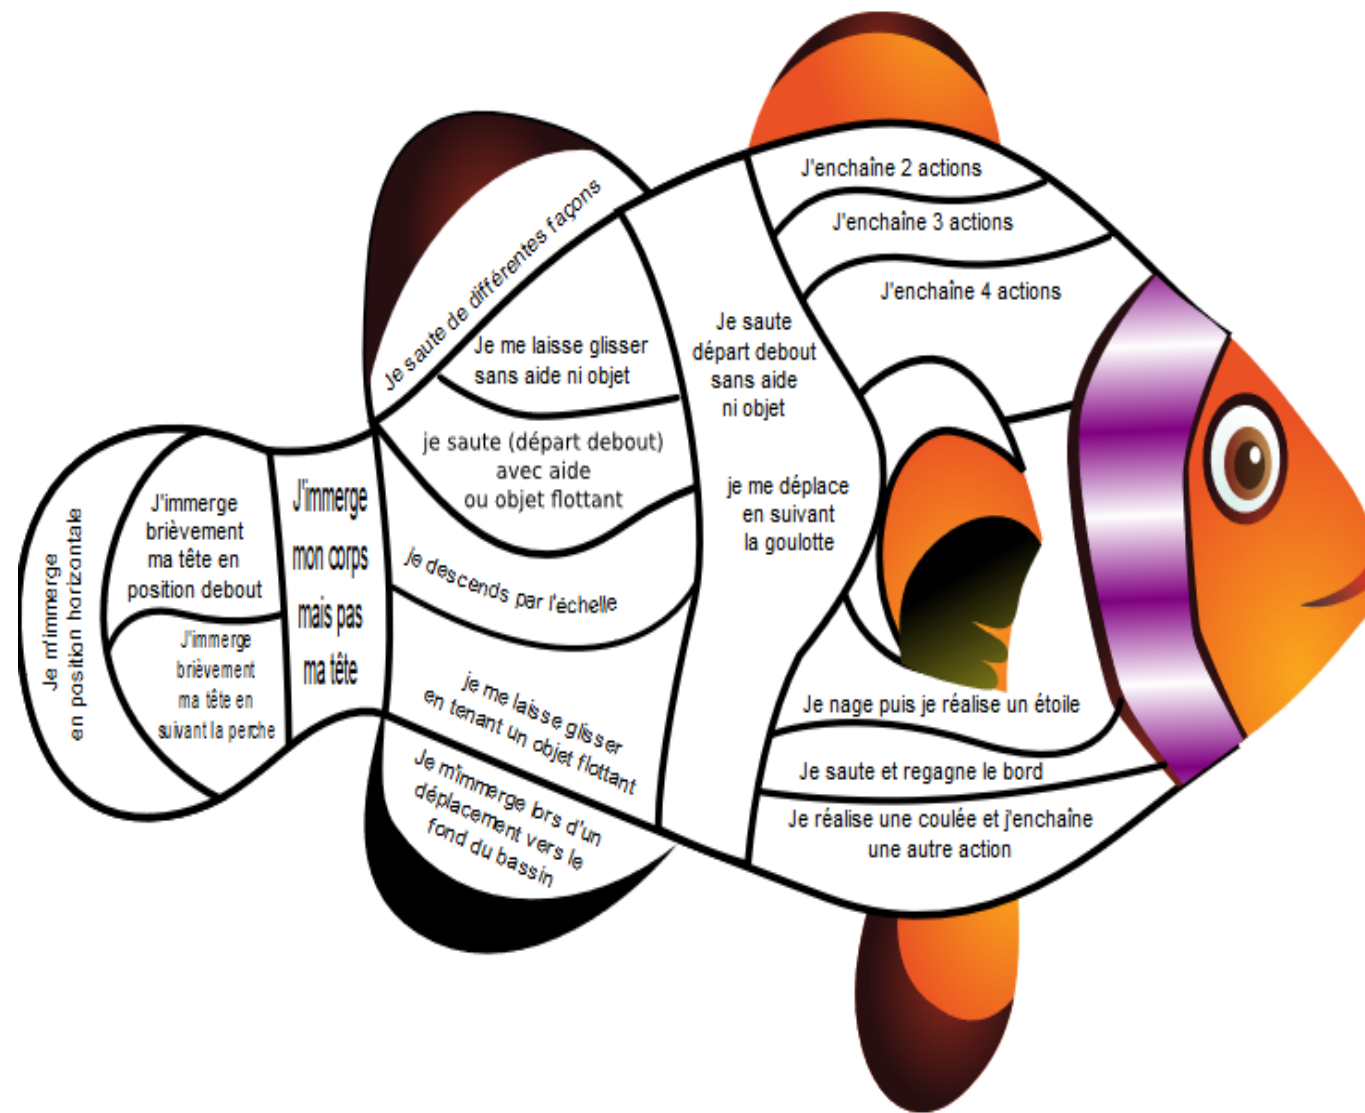 Je m'immerge
en position horizontale
J'immerge
brièvement
ma tête en
position debout
J'immerge
brièvement
ma tête en
suivant la perche
J'immerge
mon corps
mais pas
ma tête
Je saute de différentes façons
Je me laisse glisser
sans aide ni objet
je saute (départ debout)
avec aide
ou objet flottant
je descends par l'échelle
je me laisse glisser
en tenant un objet flottant
Je m'immerge lors d'un
déplacement vers le
fond du bassin
Je saute
départ debout
sans aide
ni objet
je me déplace
en suivant
la goulotte
J'enchaîne 2 actions
J'enchaîne 3 actions
J'enchaîne 4 actions
Je nage puis je réalise un étoile
Je saute et regagne le bord
Je réalise une coulée et j'enchaîne
une autre action